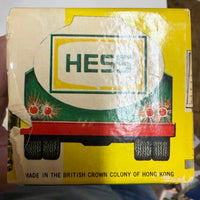 HESS
MADE IN THE BRITISH CROWN COLONY OF HONG KONG